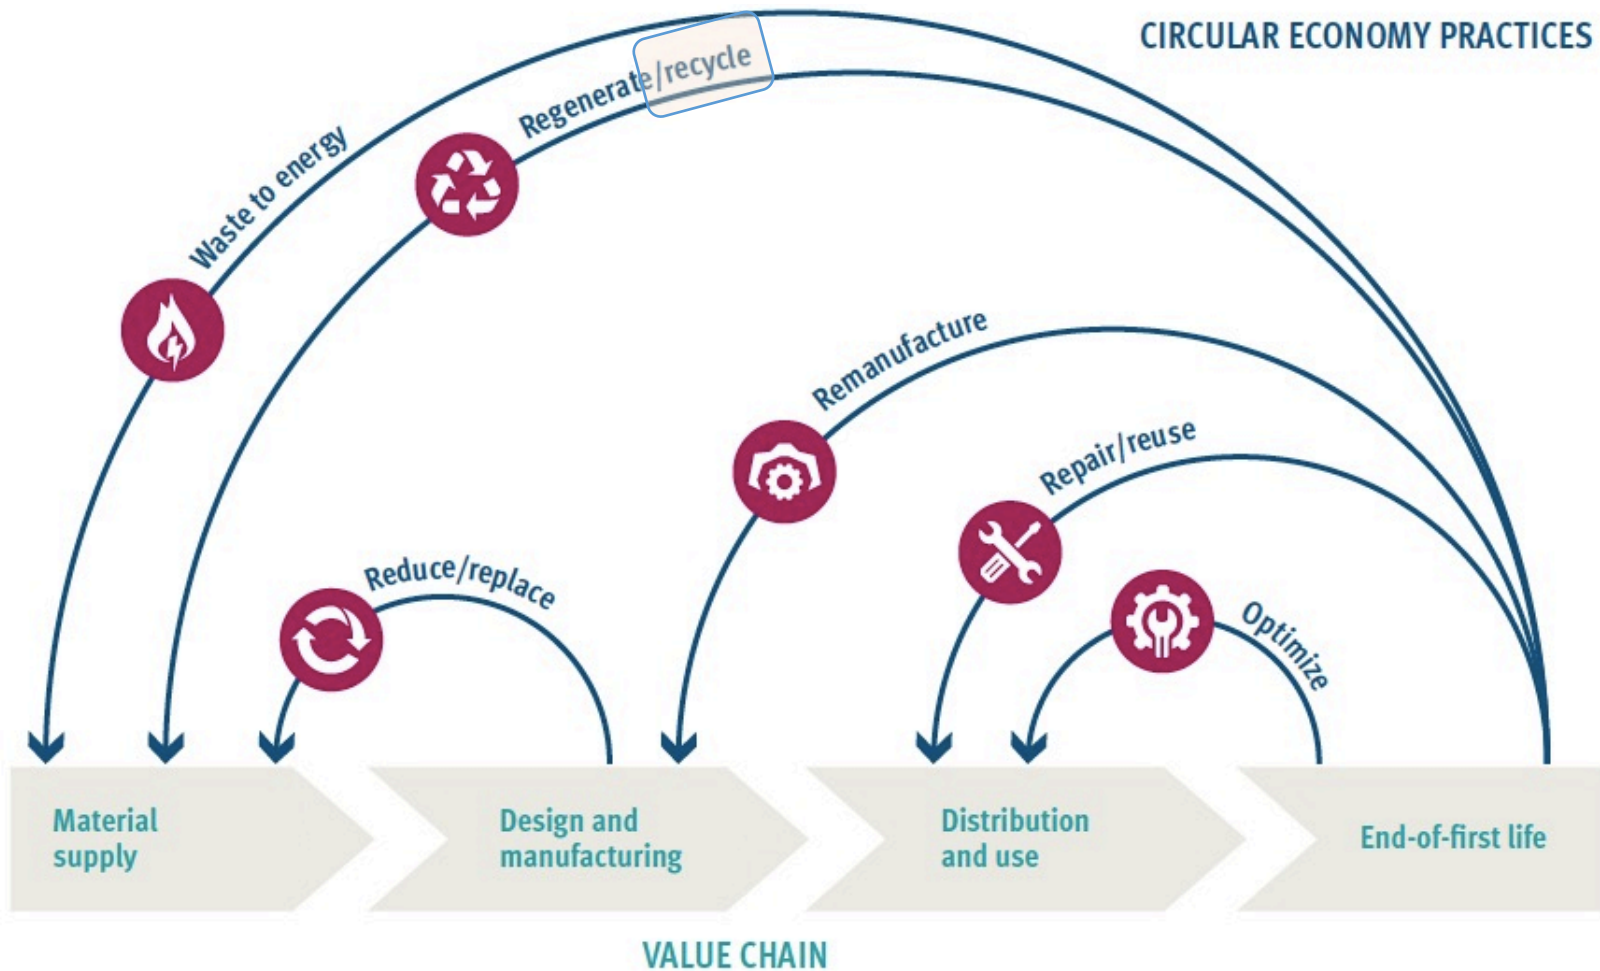 CIRCULAR ECONOMY PRACTICES
Waste to energy
Regenerate/recycle
Remanufacture
Repair/reuse
Reduce/replace
Optimize
Material
supply
Design and
manufacturing
Distribution
and use
End-of-first life
VALUE CHAIN